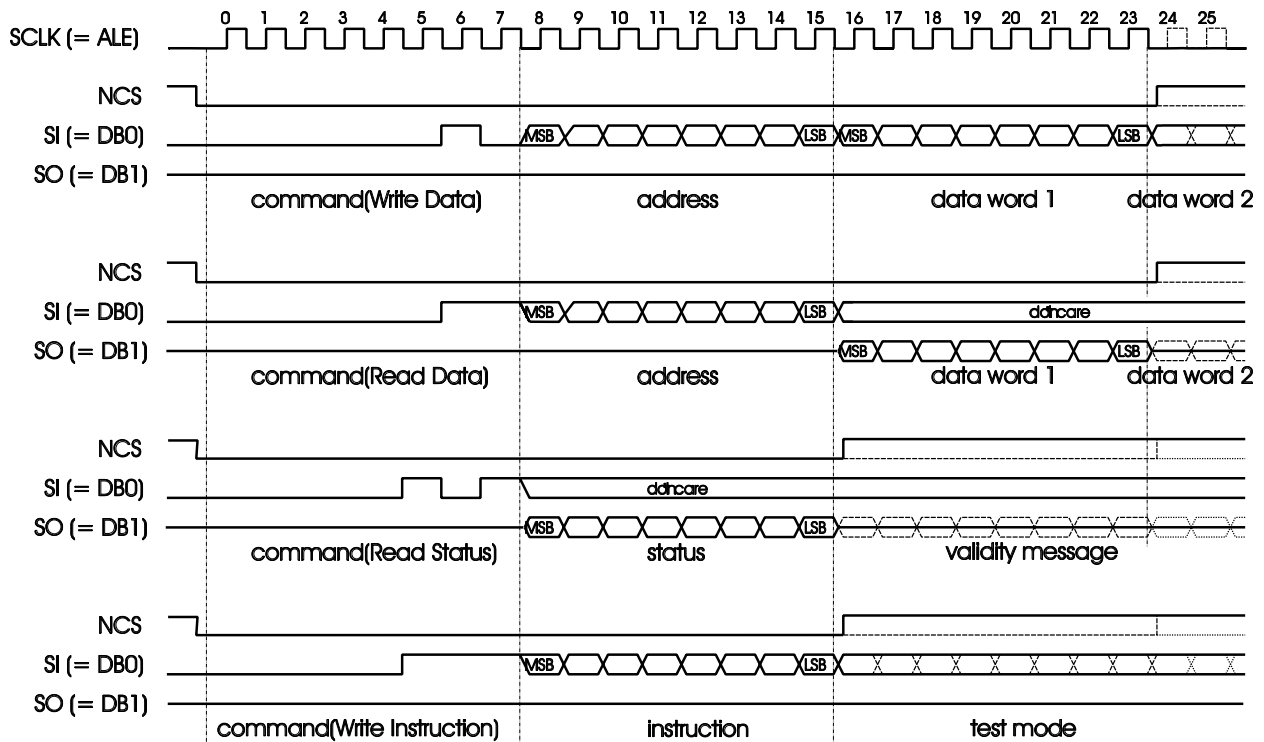 0 1 2 3 4 5 6 7 8 9 10 11 12 13 14 15 16 17 18 19 20 21 22 23 24 25
SCLK (= ALE)
NCS
SI (= DB0) MSB LSB MSB LSB
SO (= DB1)
command(Write Data) address data word 1 data word 2
NCS
SI (= DB0) MSB LSB
SO (= DB1) MSB LSB
command(Read Data) address data word 1 data word 2
NCS
SI (= DB0)
SO (= DB1) MSB LSB
command(Read Status) status validity message
NCS
SI (= DB0) MSB LSB
SO (= DB1)
command(Write Instruction) instruction test mode